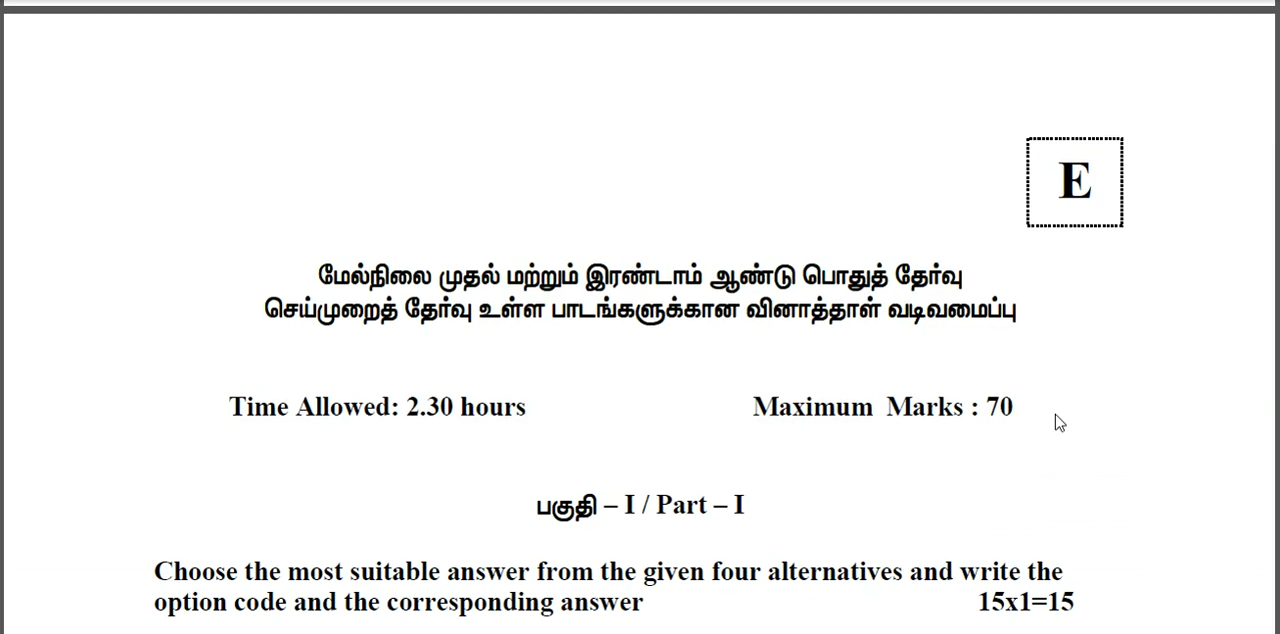 E
மேல்நிலை முதல் மற்றும் இரண்டாம் ஆண்டு பொதுத் தேர்வு
செய்முறைத் தேர்வு உள்ள பாடங்களுக்கான வினாத்தாள் வடிவமைப்பு
Time Allowed: 2.30 hours Maximum Marks : 70
பகுதி – I / Part – I
Choose the most suitable answer from the given four alternatives and write the
option code and the corresponding answer 15x1=15